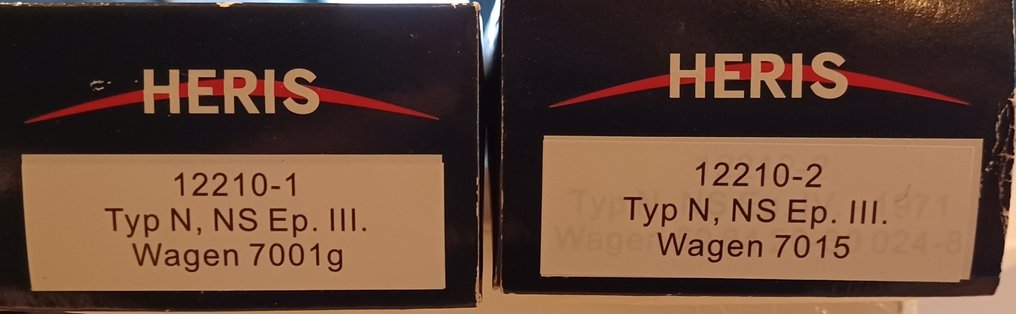 HERIS
12210-1
Typ N, NS Ep. III.
Wagen 7001g
HERIS
12210-2
Typ N, NS Ep. III.
Wagen 7015